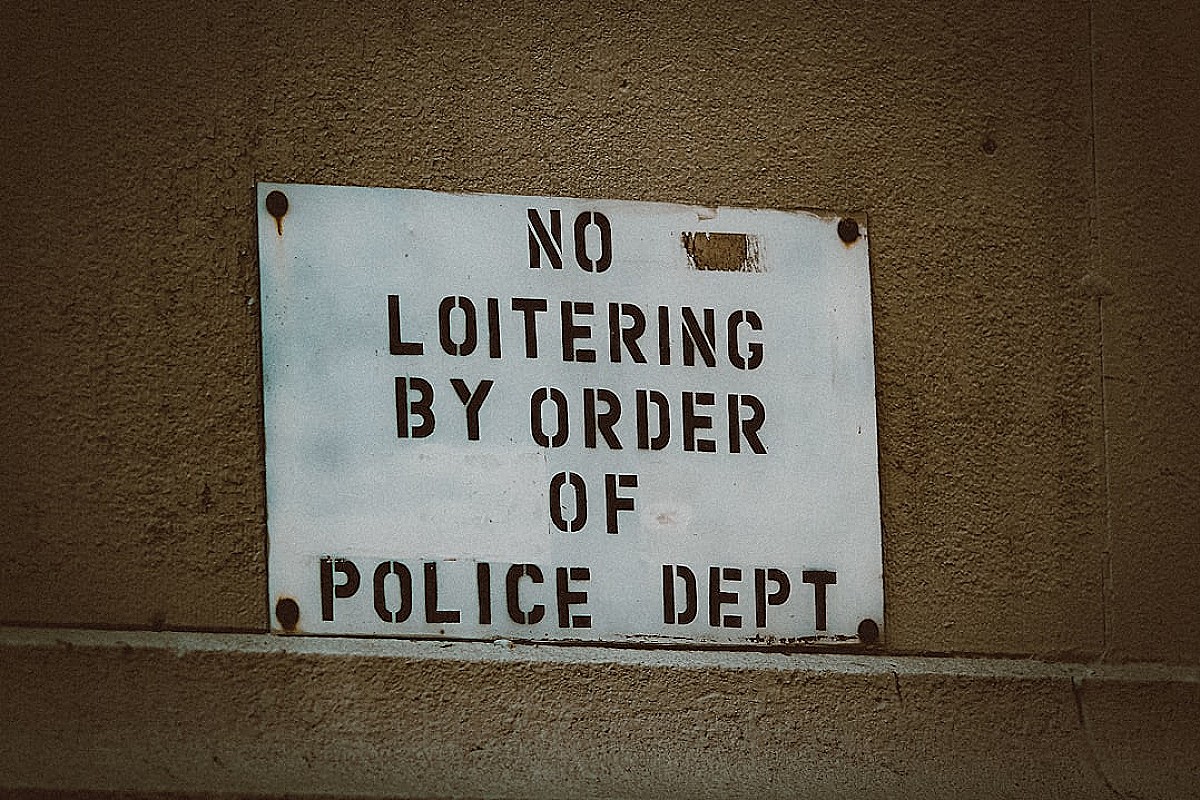 NO
LOITERING
BY ORDER
OF
POLICE DEPT